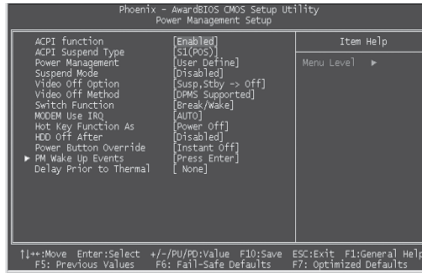 Phoenix - AwardBIOS CMOS Setup Utility
Power Management Setup
ACPI function [Enabled]
ACPI Suspend Type [S1(POS)]
Power Management [User Define]
Suspend Mode [Disabled]
Video Off Option [Susp,Stby -> Off]
Video Off Method [DPMS Supported]
Switch Function [Break/Wake]
MODEM Use IRQ [AUTO]
Hot Key Function As [Power Off]
HDD Off After [Disabled]
Power Button Override [Instant Off]
▶ PM Wake Up Events [Press Enter]
Delay Prior to Thermal [ None]
Item Help
Menu Level ▶
↑↓→←:Move Enter:Select +/-/PU/PD:Value F10:Save ESC:Exit F1:General Help
F5: Previous Values F6: Fail-Safe Defaults F7: Optimized Defaults